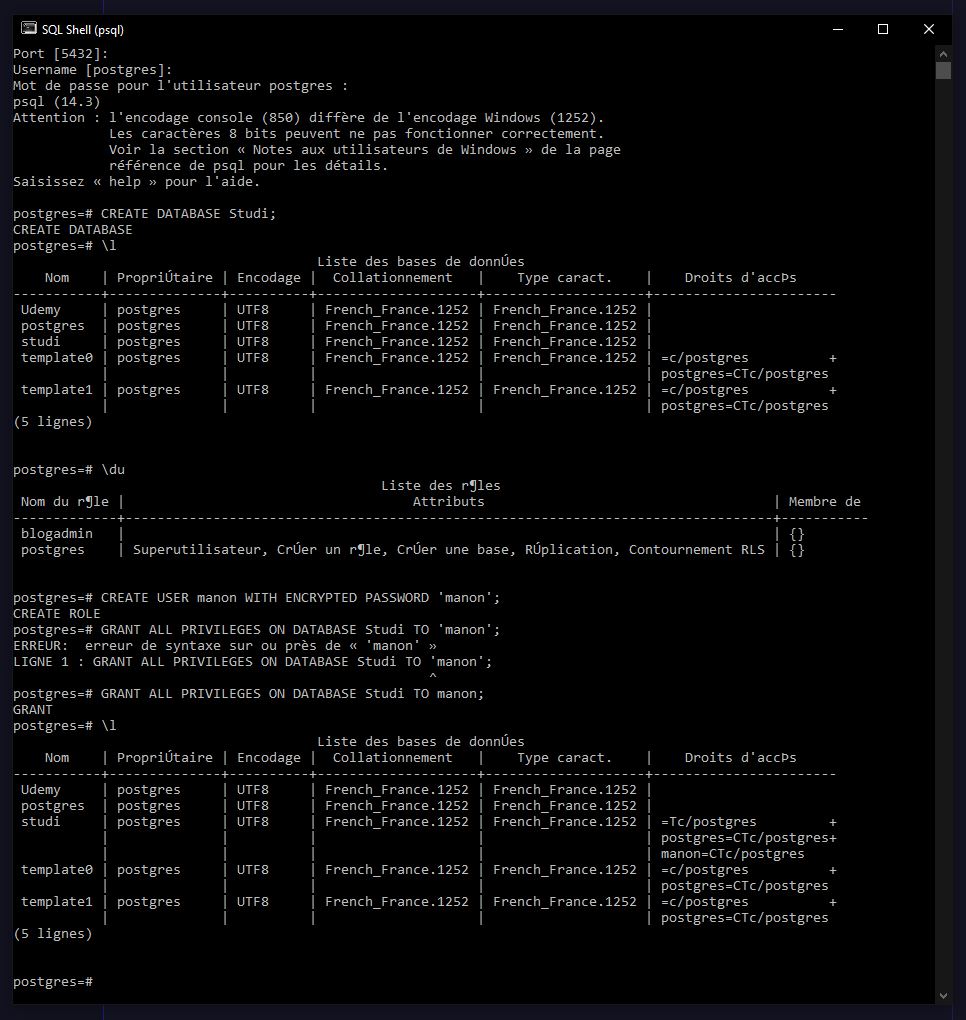 SQL Shell (psql)
Port [5432]:
Username [postgres]:
Mot de passe pour l'utilisateur postgres :
psql (14.3)
Attention : l'encodage console (850) diffère de l'encodage Windows (1252).
            Les caractères 8 bits peuvent ne pas fonctionner correctement.
            Voir la section « Notes aux utilisateurs de Windows » de la page
            référence de psql pour les détails.
Saisissez « help » pour l'aide.

postgres=# CREATE DATABASE Studi;
CREATE DATABASE
postgres=# \l
                                      Liste des bases de donnÚes
    Nom    | PropriÚtaire | Encodage |  Collationnement   |    Type caract.    |    Droits d'accÞs
-----------+--------------+----------+--------------------+--------------------+-----------------------
 Udemy     | postgres     | UTF8     | French_France.1252 | French_France.1252 |
 postgres  | postgres     | UTF8     | French_France.1252 | French_France.1252 |
 studi     | postgres     | UTF8     | French_France.1252 | French_France.1252 |
 template0 | postgres     | UTF8     | French_France.1252 | French_France.1252 | =c/postgres          +
           |              |          |                    |                    | postgres=CTc/postgres
 template1 | postgres     | UTF8     | French_France.1252 | French_France.1252 | =c/postgres          +
           |              |          |                    |                    | postgres=CTc/postgres
(5 lignes)


postgres=# \du
                                              Liste des r¶les
 Nom du r¶le |                                    Attributs                                    | Membre de
-------------+---------------------------------------------------------------------------------+-----------
 blogadmin   |                                                                                 | {}
 postgres    | Superutilisateur, CrÚer un r¶le, CrÚer une base, RÚplication, Contournement RLS | {}


postgres=# CREATE USER manon WITH ENCRYPTED PASSWORD 'manon';
CREATE ROLE
postgres=# GRANT ALL PRIVILEGES ON DATABASE Studi TO 'manon';
ERREUR:  erreur de syntaxe sur ou près de « 'manon' »
LIGNE 1 : GRANT ALL PRIVILEGES ON DATABASE Studi TO 'manon';
                                                    ^
postgres=# GRANT ALL PRIVILEGES ON DATABASE Studi TO manon;
GRANT
postgres=# \l
                                      Liste des bases de donnÚes
    Nom    | PropriÚtaire | Encodage |  Collationnement   |    Type caract.    |    Droits d'accÞs
-----------+--------------+----------+--------------------+--------------------+-----------------------
 Udemy     | postgres     | UTF8     | French_France.1252 | French_France.1252 |
 postgres  | postgres     | UTF8     | French_France.1252 | French_France.1252 |
 studi     | postgres     | UTF8     | French_France.1252 | French_France.1252 | =Tc/postgres         +
           |              |          |                    |                    | postgres=CTc/postgres+
           |              |          |                    |                    | manon=CTc/postgres
 template0 | postgres     | UTF8     | French_France.1252 | French_France.1252 | =c/postgres          +
           |              |          |                    |                    | postgres=CTc/postgres
 template1 | postgres     | UTF8     | French_France.1252 | French_France.1252 | =c/postgres          +
           |              |          |                    |                    | postgres=CTc/postgres
(5 lignes)


postgres=#